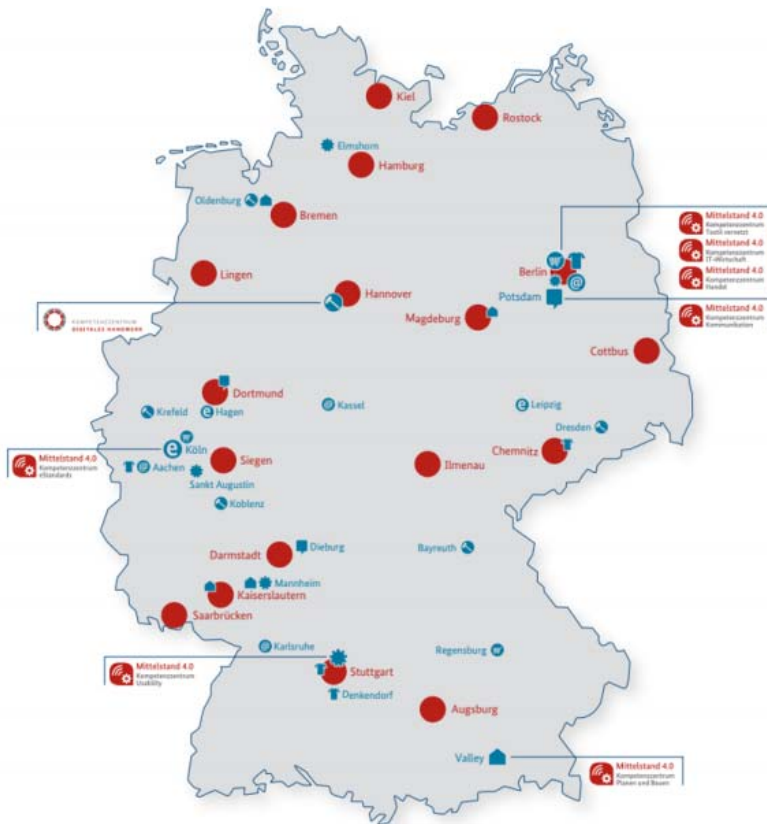 Kiel
Rostock
Elmshorn
Hamburg
Oldenburg
Bremen
Mittelstand 4.0
Kompetenzzentrum
Textil vernetzt
Mittelstand 4.0
Kompetenzzentrum
IT-Wirtschaft
Lingen
Berlin
Mittelstand 4.0
Kompetenzzentrum
Handel
Hannover
Potsdam
KOMPETENZZENTRUM
DIGITALES HANDWERK
Magdeburg
Mittelstand 4.0
Kompetenzzentrum
Kommunikation
Cottbus
Dortmund
Krefeld
Hagen
Kassel
Leipzig
Dresden
Köln
Chemnitz
Mittelstand 4.0
Kompetenzzentrum
eStandards
Aachen
Siegen
Ilmenau
Sankt Augustin
Koblenz
Darmstadt
Dieburg
Bayreuth
Mannheim
Kaiserslautern
Saarbrücken
Karlsruhe
Regensburg
Mittelstand 4.0
Kompetenzzentrum
Usability
Stuttgart
Denkendorf
Augsburg
Valley
Mittelstand 4.0
Kompetenzzentrum
Planen und Bauen